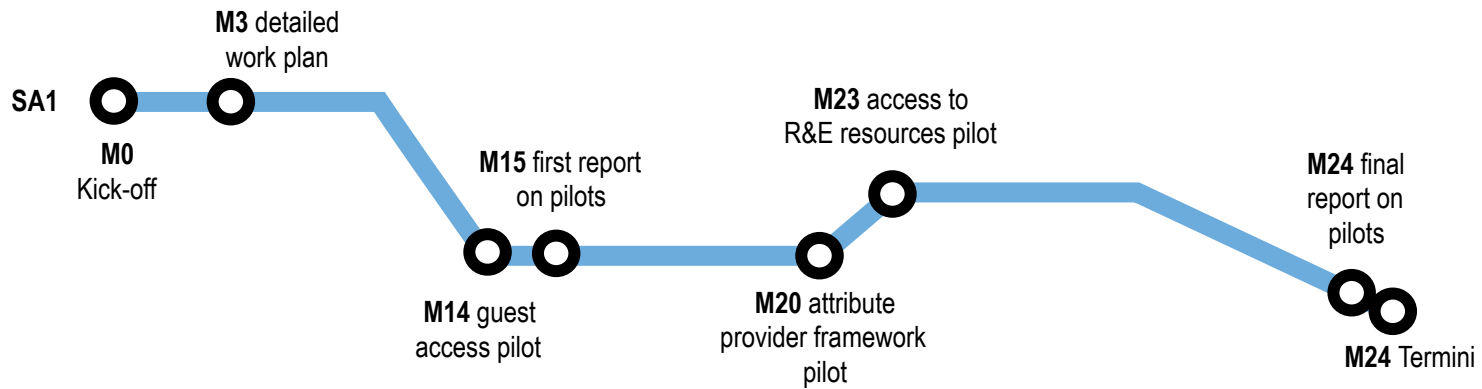 SA1
M0
Kick-off
M3 detailed
work plan
M14 guest
access pilot
M15 first report
on pilots
M20 attribute
provider framework
pilot
M23 access to
R&E resources pilot
M24 final
report on
pilots
M24 Termini